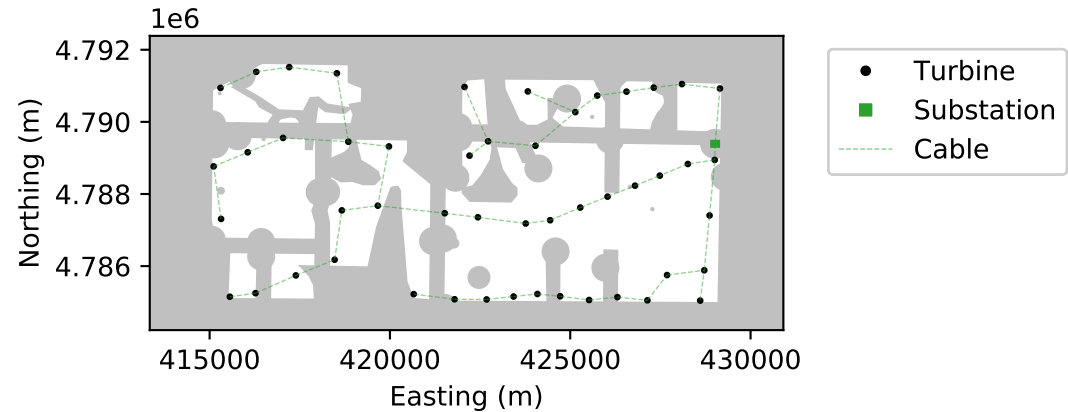 1e6
4.792
4.790
4.788
4.786
Northing (m)
415000 420000 425000 430000
Easting (m)
Turbine
Substation
Cable